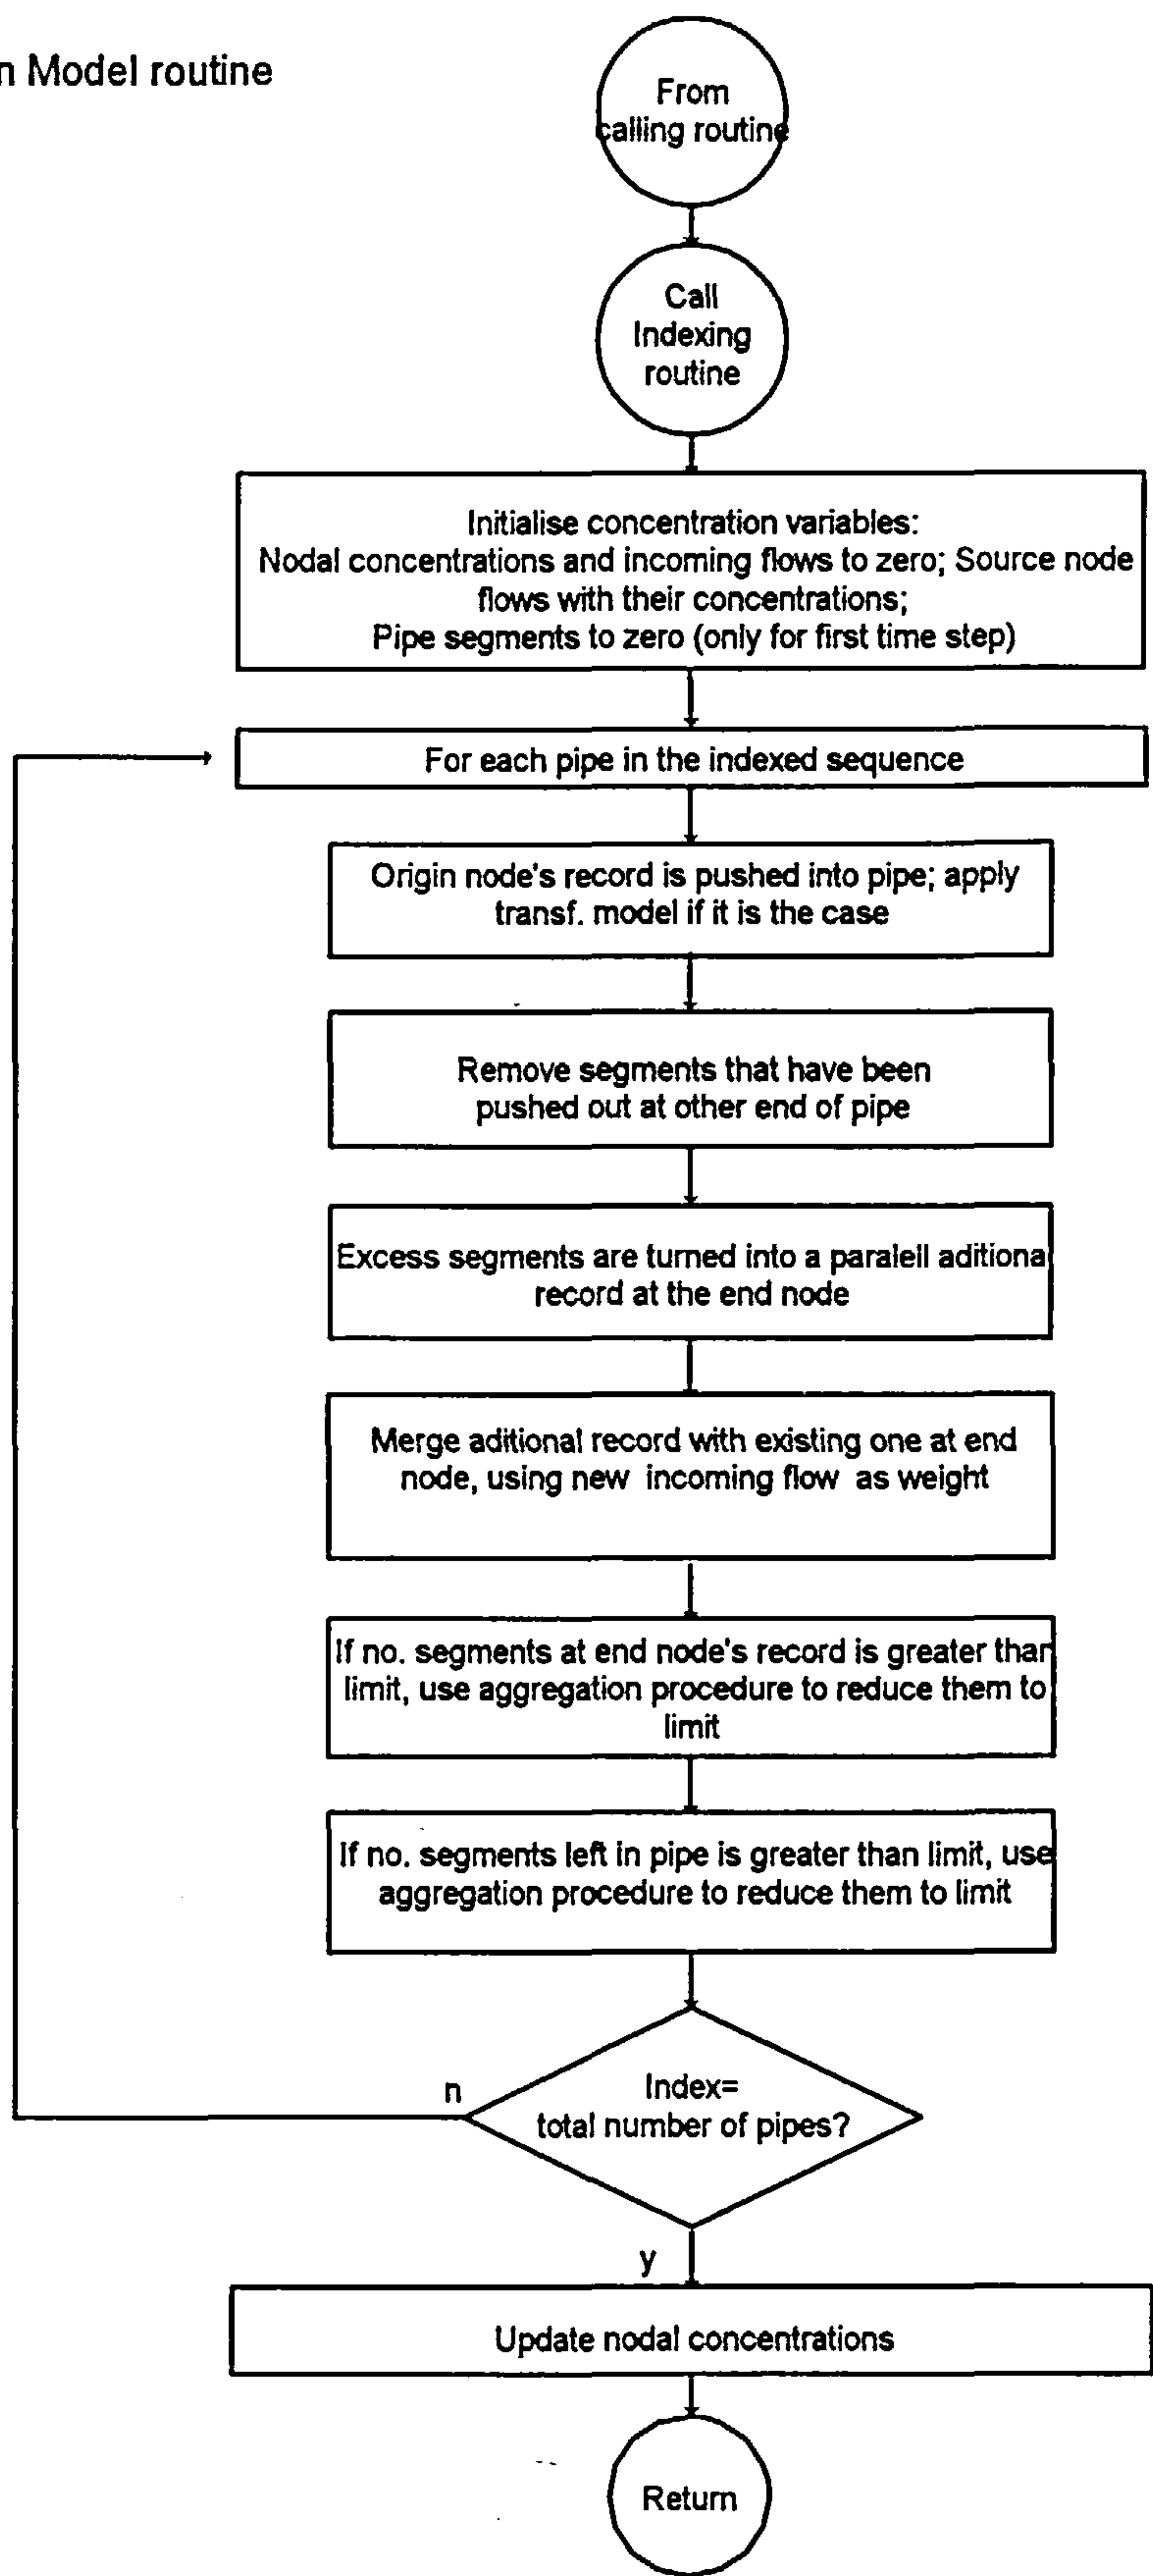 n Model routine
From
calling routine
Call
Indexing
routine
Initialise concentration variables:
Nodal concentrations and incoming flows to zero; Source node
flows with their concentrations;
Pipe segments to zero (only for first time step)
For each pipe in the indexed sequence
Origin node's record is pushed into pipe; apply
transf. model if it is the case
Remove segments that have been
pushed out at other end of pipe
Excess segments are turned into a paralell aditiona
record at the end node
Merge aditional record with existing one at end
node, using new incoming flow as weight
If no. segments at end node's record is greater than
limit, use aggregation procedure to reduce them to
limit
If no. segments left in pipe is greater than limit, use
aggregation procedure to reduce them to limit
n
Index=
total number of pipes?
y
Update nodal concentrations
Return